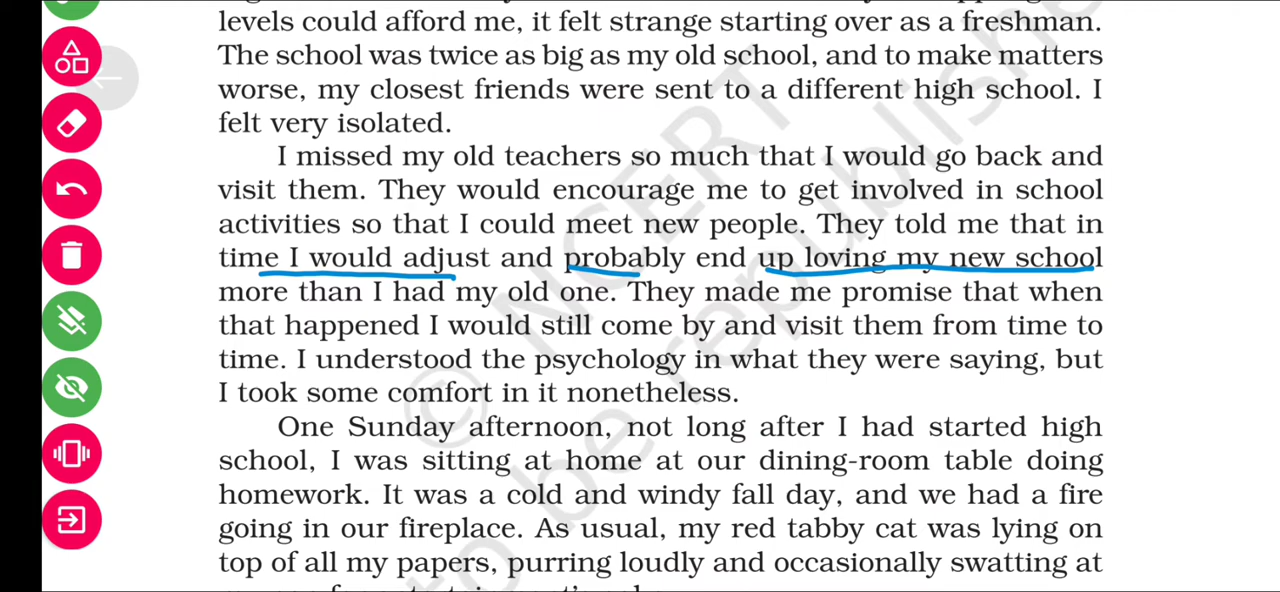 levels could afford me, it felt strange starting over as a freshman.
The school was twice as big as my old school, and to make matters
worse, my closest friends were sent to a different high school. I
felt very isolated.
I missed my old teachers so much that I would go back and
visit them. They would encourage me to get involved in school
activities so that I could meet new people. They told me that in
time I would adjust and probably end up loving my new school
more than I had my old one. They made me promise that when
that happened I would still come by and visit them from time to
time. I understood the psychology in what they were saying, but
I took some comfort in it nonetheless.
One Sunday afternoon, not long after I had started high
school, I was sitting at home at our dining-room table doing
homework. It was a cold and windy fall day, and we had a fire
going in our fireplace. As usual, my red tabby cat was lying on
top of all my papers, purring loudly and occasionally swatting at
© NCERT
to be republishe